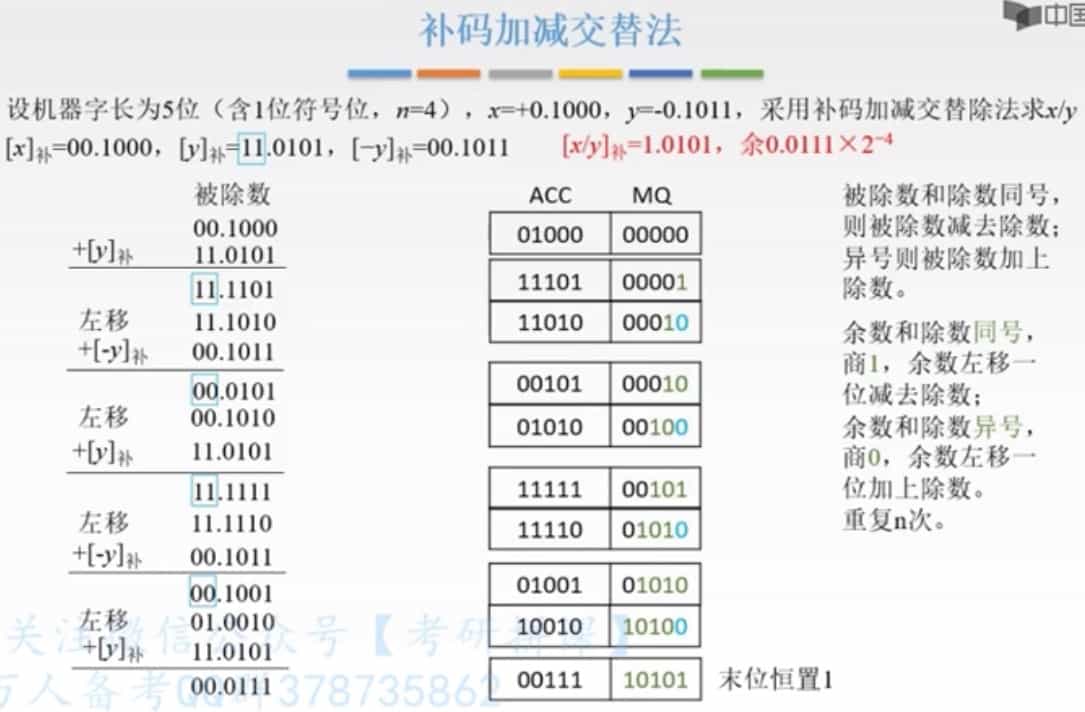 中国
补码加减交替法
设机器字长为5位（含1位符号位，n=4），x=+0.1000，y=-0.1011，采用补码加减交替除法求x/y
[x]补=00.1000，[y]补=11.0101，[−y]补=00.1011 [x/y]补=1.0101，余0.0111×2⁻⁴
被除数
00.1000
+[y]补 11.0101
11.1101
左移 11.1010
+[-y]补 00.1011
00.0101
左移 00.1010
+[y]补 11.0101
11.1111
左移 11.1110
+[-y]补 00.1011
00.1001
左移 01.0010
+[y]补 11.0101
00.0111
ACC MQ
01000 00000
11101 00001
11010 00010
00101 00010
01010 00100
11111 00101
11110 01010
01001 01010
10010 10100
00111 10101 末位恒置1
被除数和除数同号，
则被除数减去除数；
异号则被除数加上
除数。
余数和除数同号，
商1，余数左移一
位减去除数；
余数和除数异号，
商0，余数左移一
位加上除数。
重复n次。
关注微信公众号【考研
万人备考QQ群378735862